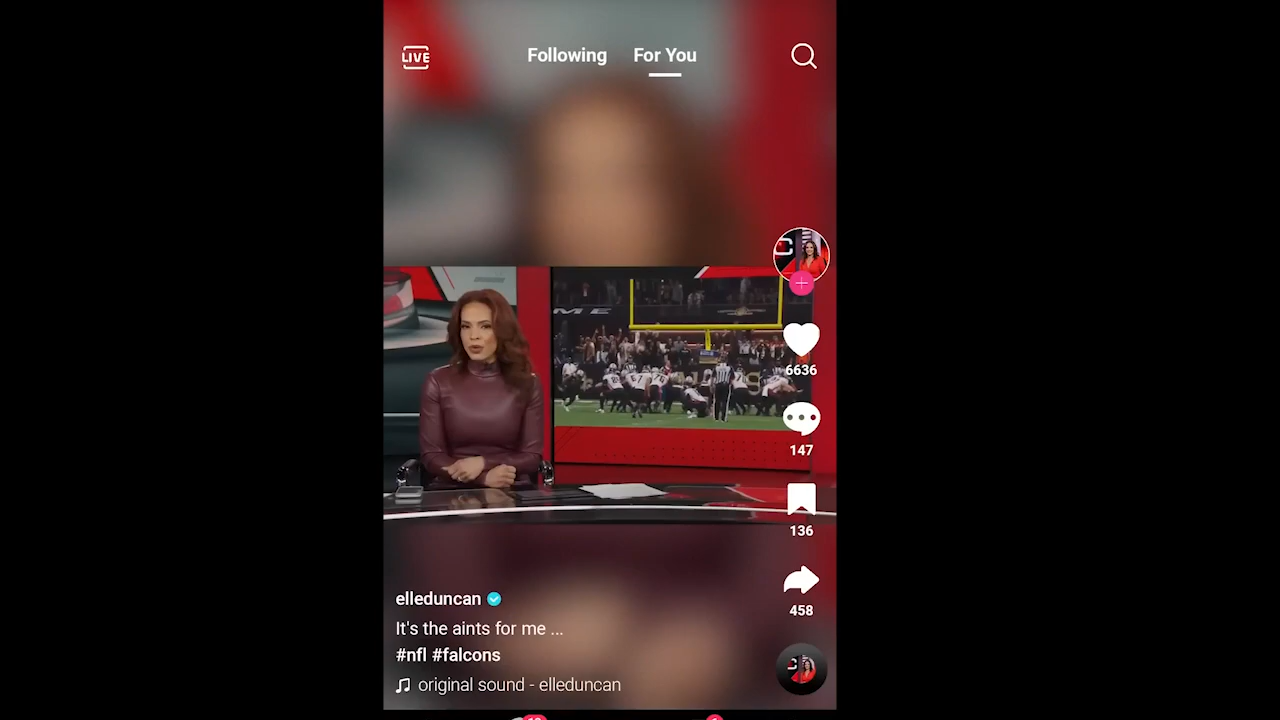 LIVE
Following
For You
6636
147
136
458
elleduncan
It's the aints for me ...
#nfl #falcons
original sound - elleduncan